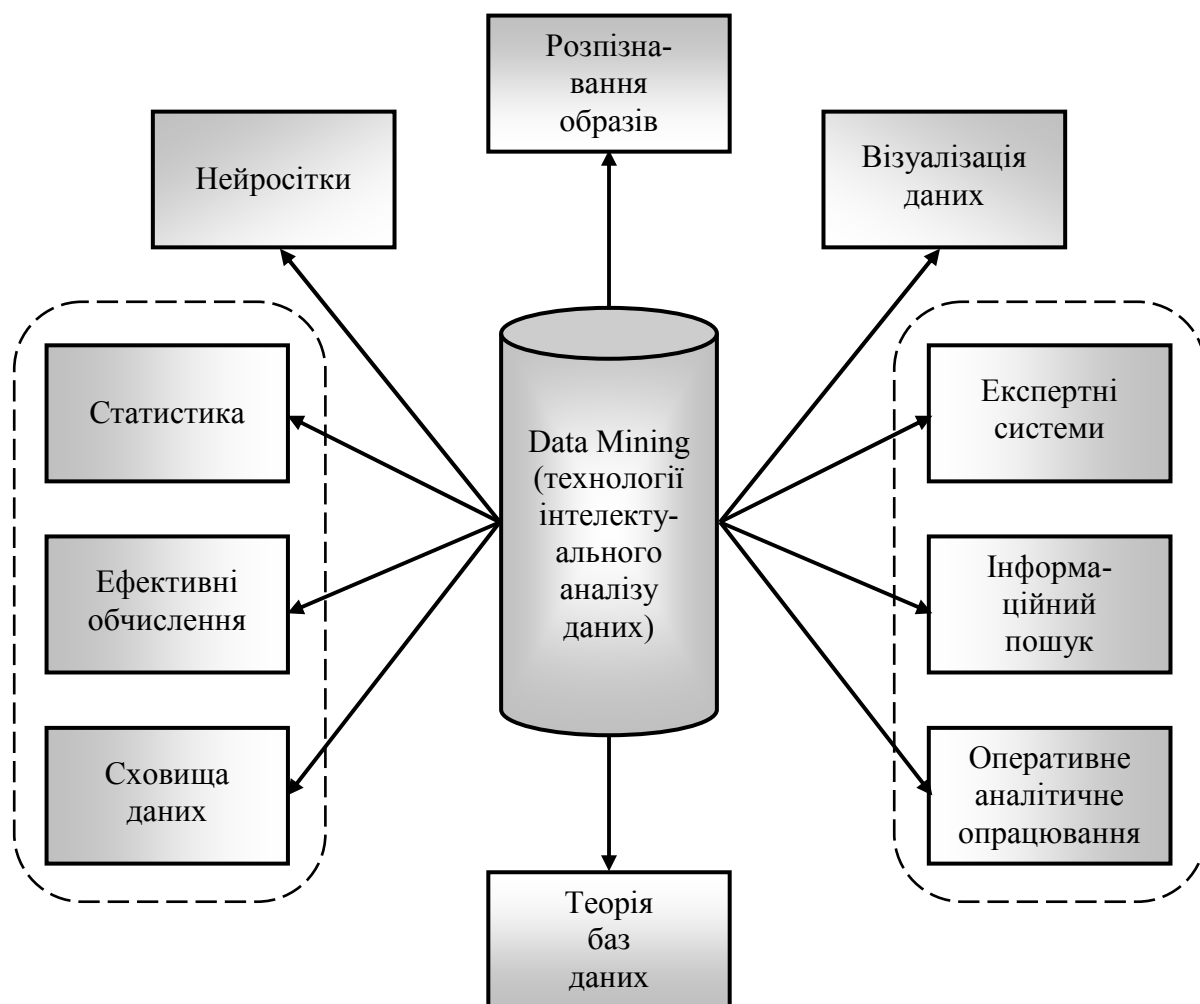 Розпізна-
вання
образів
Нейросітки
Візуалізація
даних
Статистика
Ефективні
обчислення
Сховища
даних
Data Mining
(технології
інтелекту-
ального
аналізу
даних)
Експертні
системи
Інформа-
ційний
пошук
Оперативне
аналітичне
опрацювання
Теорія
баз
даних